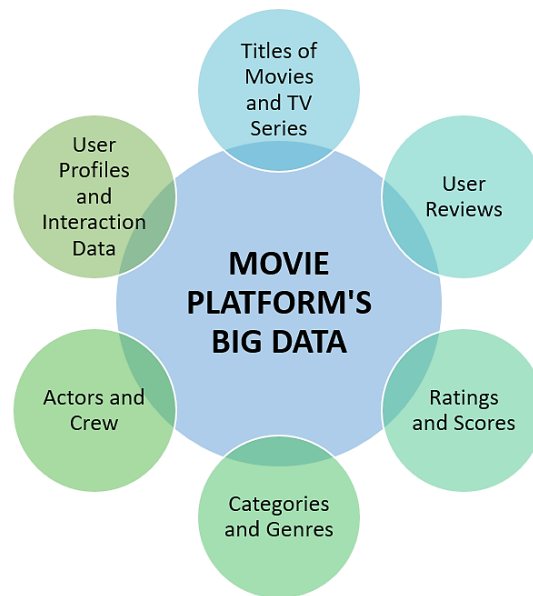 Titles of
Movies
and TV
Series
User
Reviews
Ratings
and Scores
Categories
and Genres
Actors and
Crew
User
Profiles
and
Interaction
Data
MOVIE
PLATFORM'S
BIG DATA